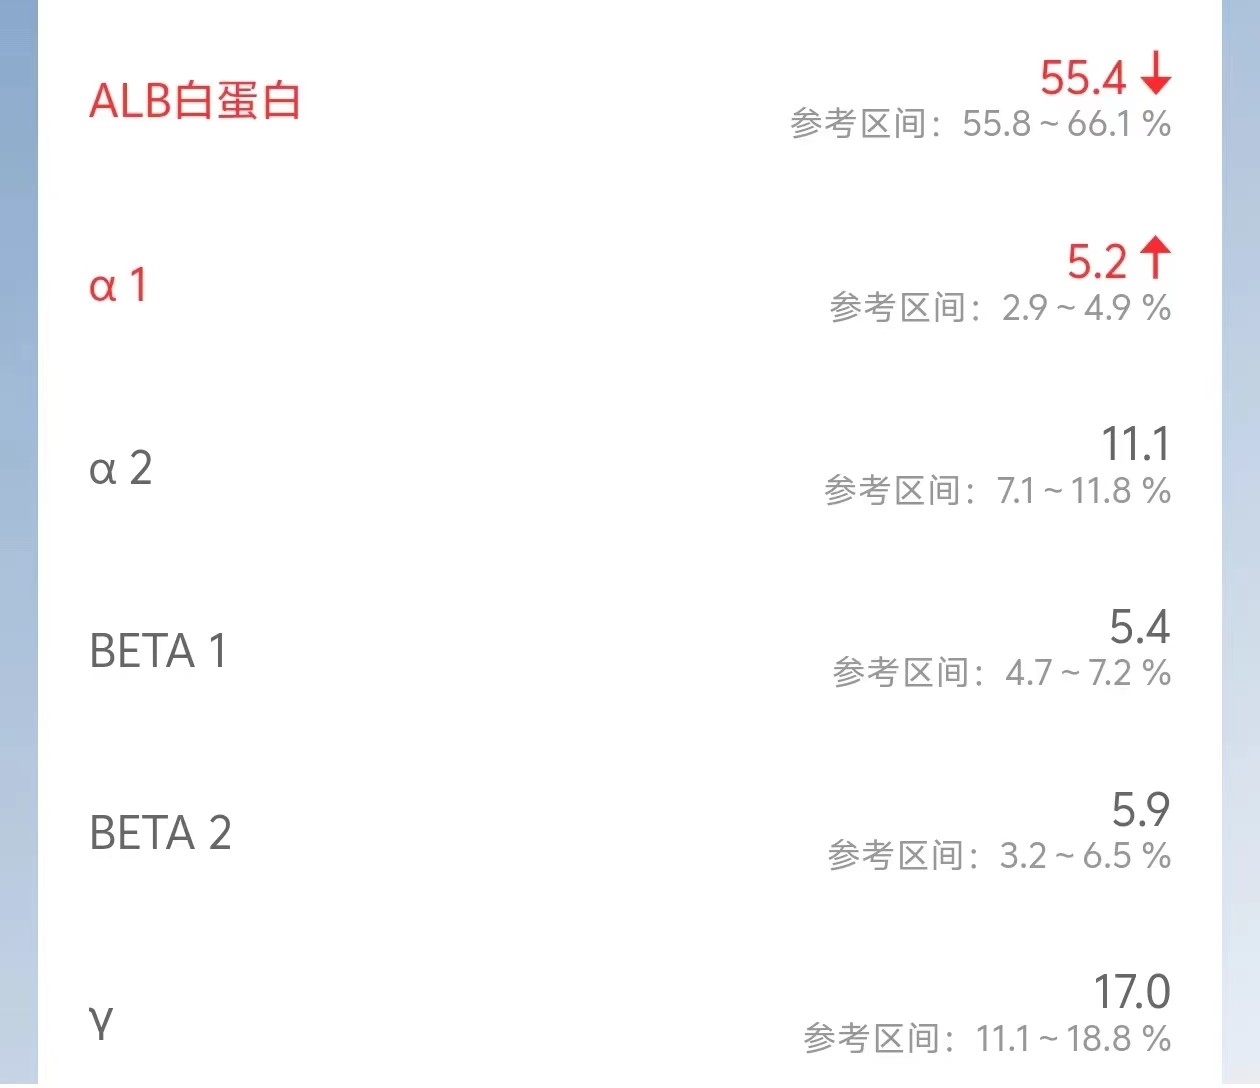 ALB白蛋白
55.4↓
参考区间：55.8 ~ 66.1 %
α 1
5.2↑
参考区间：2.9 ~ 4.9 %
α 2
11.1
参考区间：7.1 ~ 11.8 %
BETA 1
5.4
参考区间：4.7 ~ 7.2 %
BETA 2
5.9
参考区间：3.2 ~ 6.5 %
γ
17.0
参考区间：11.1 ~ 18.8 %